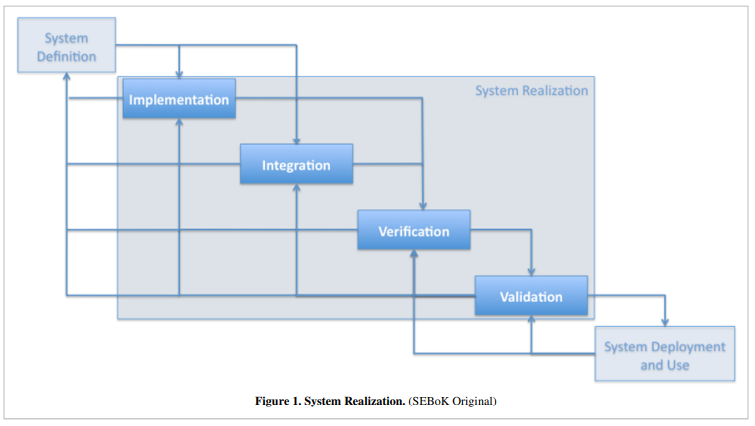 System
Definition
Implementation
System Realization
Integration
Verification
Validation
System Deployment
and Use
Figure 1. System Realization. (SEBoK Original)